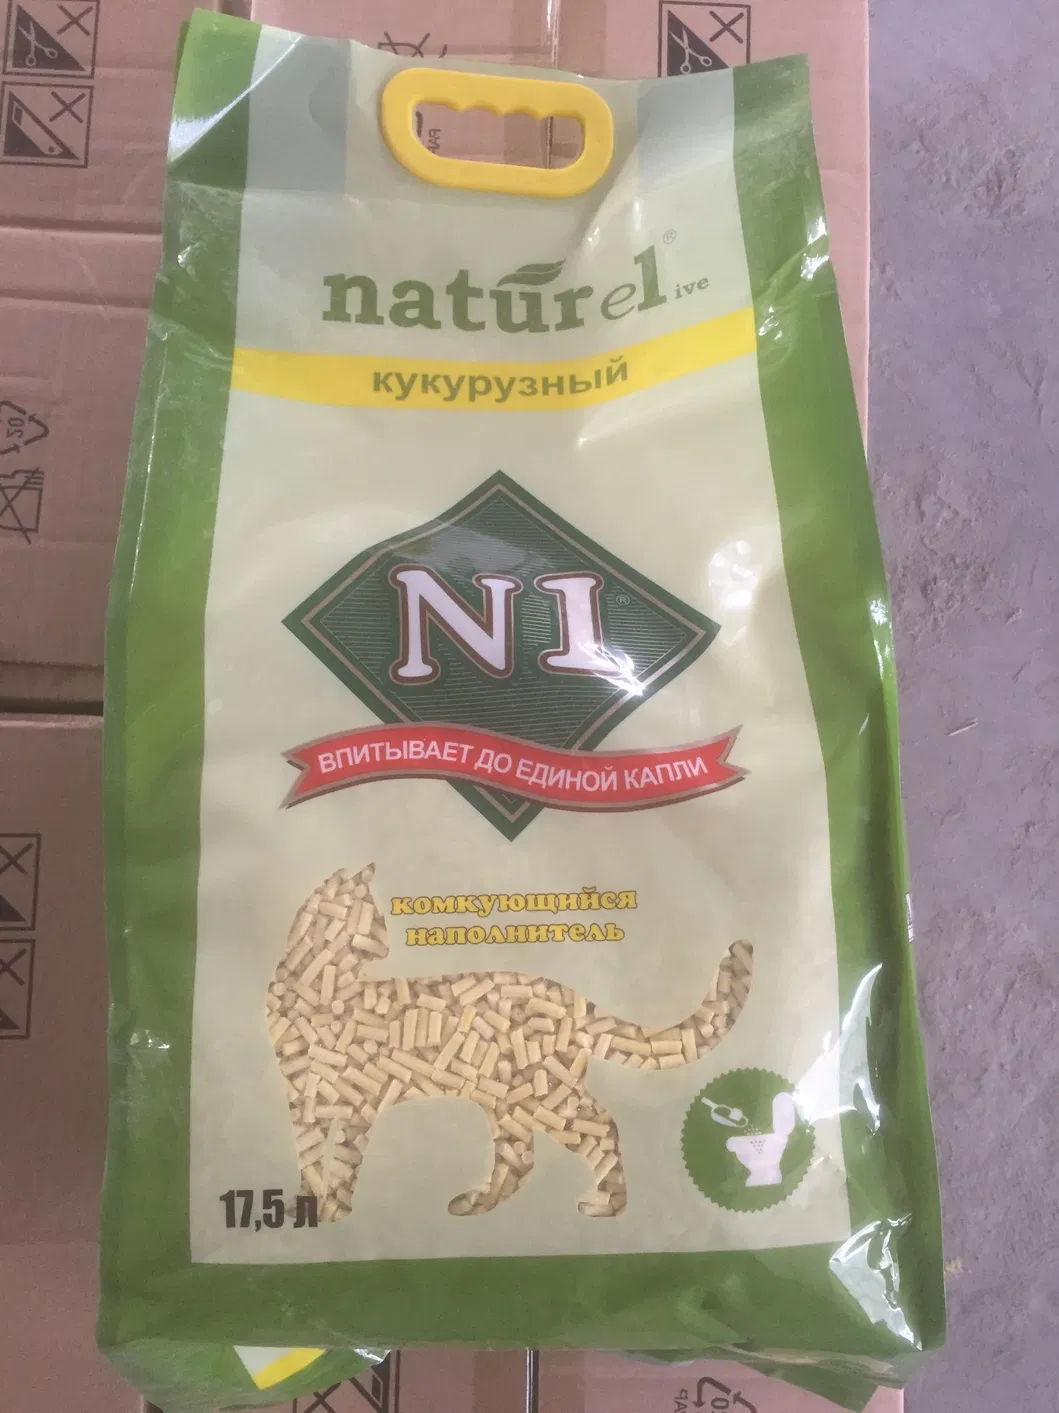 naturel ®
ive
кукурузный
N1 ®
ВПИТЫВАЕТ ДО ЕДИНОЙ КАПЛИ
комкующийся
наполнитель
17,5 л